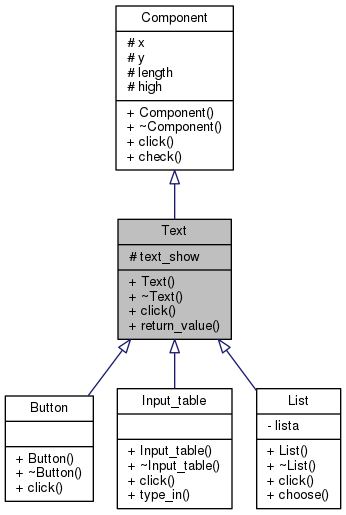 Component
# x
# y
# length
# high
+ Component()
+ ~Component()
+ click()
+ check()
Text
# text_show
+ Text()
+ ~Text()
+ click()
+ return_value()
Button
+ Button()
+ ~Button()
+ click()
Input_table
+ Input_table()
+ ~Input_table()
+ click()
+ type_in()
List
- lista
+ List()
+ ~List()
+ click()
+ choose()